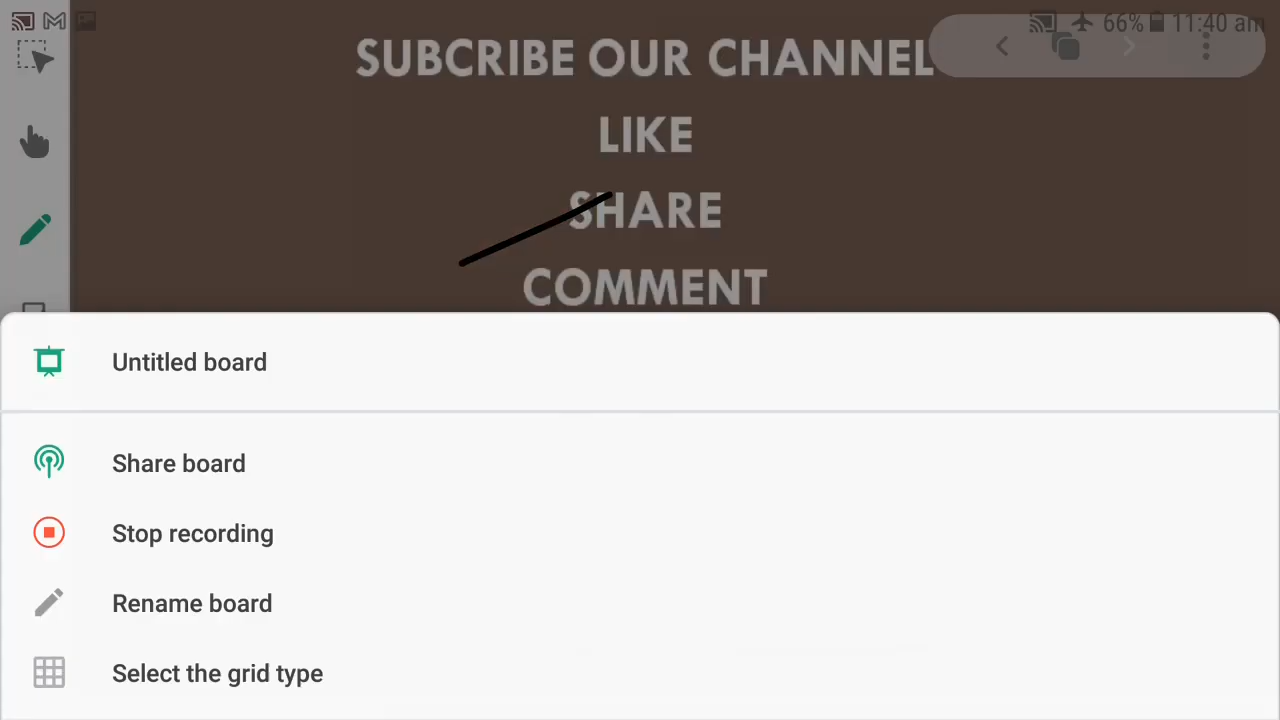 66% 11:40 am
SUBCRIBE OUR CHANNEL
LIKE
SHARE
COMMENT
Untitled board
Share board
Stop recording
Rename board
Select the grid type